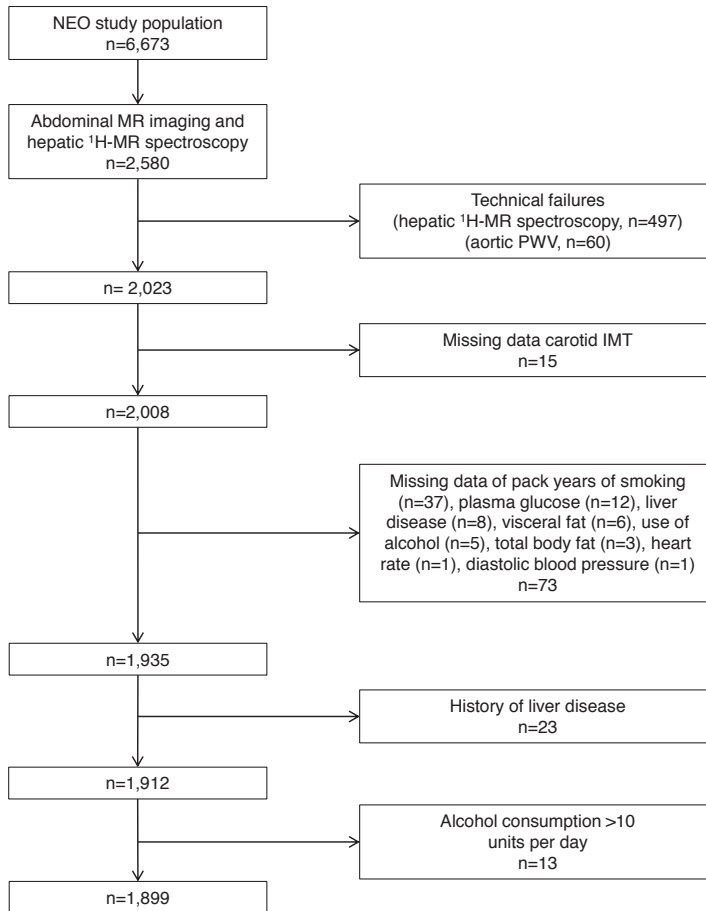 NEO study population
n=6,673
Abdominal MR imaging and
hepatic ¹H-MR spectroscopy
n=2,580
Technical failures
(hepatic ¹H-MR spectroscopy, n=497)
(aortic PWV, n=60)
n= 2,023
Missing data carotid IMT
n=15
n=2,008
Missing data of pack years of smoking
(n=37), plasma glucose (n=12), liver
disease (n=8), visceral fat (n=6), use of
alcohol (n=5), total body fat (n=3), heart
rate (n=1), diastolic blood pressure (n=1)
n=73
n=1,935
History of liver disease
n=23
n=1,912
Alcohol consumption >10
units per day
n=13
n=1,899